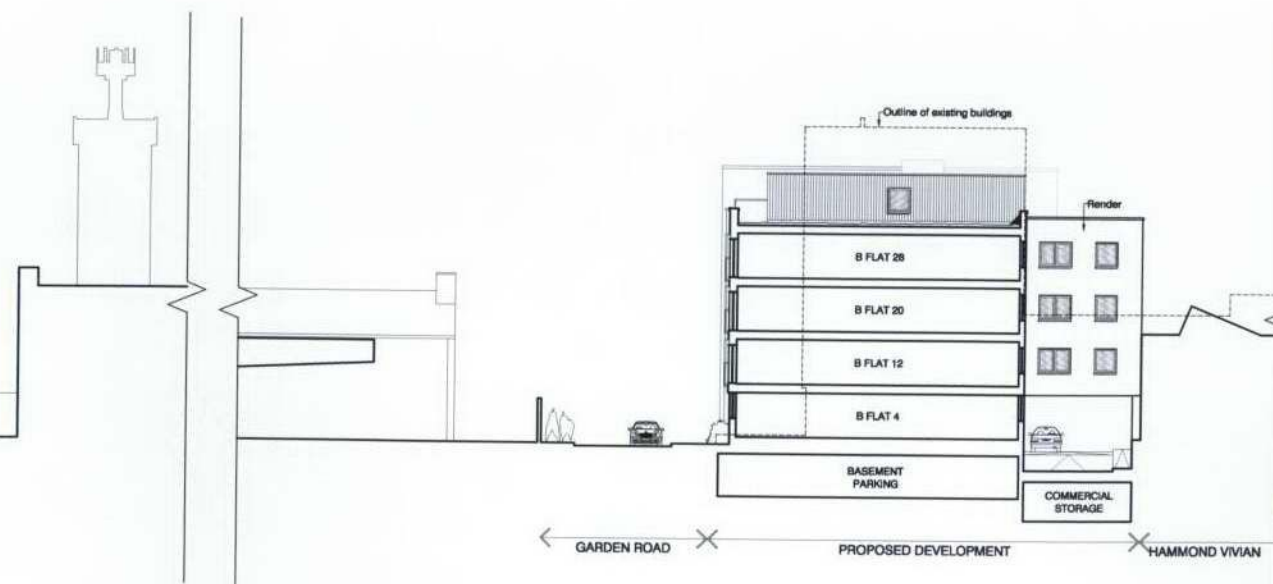 Outline of existing buildings
Render
B FLAT 28
B FLAT 20
B FLAT 12
B FLAT 4
BASEMENT
PARKING
COMMERCIAL
STORAGE
GARDEN ROAD
PROPOSED DEVELOPMENT
HAMMOND VIVIAN